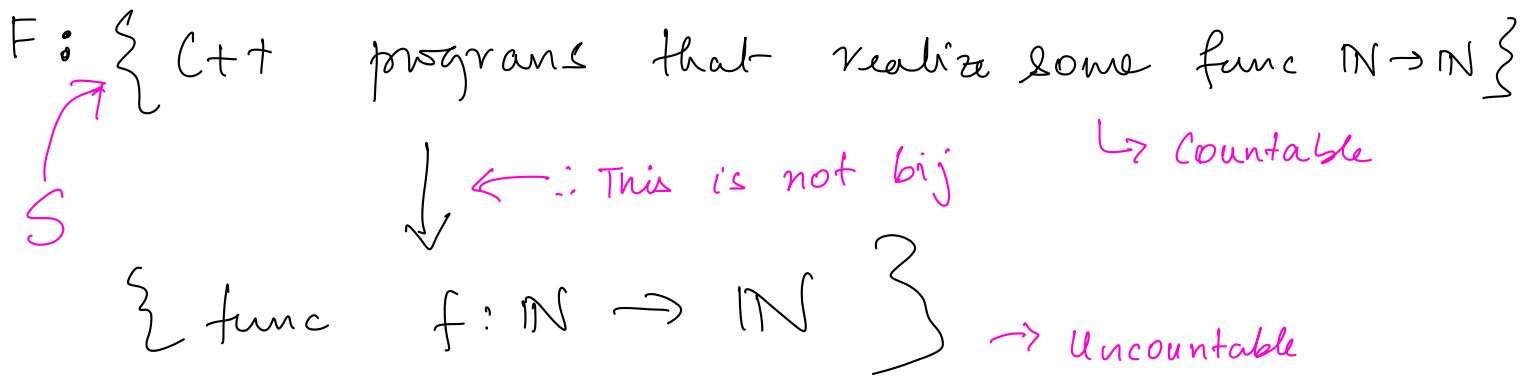 F: { C++ programs that realize some func ℕ→ℕ}
↳ Countable
S
← ∴ This is not bij
{ func f: ℕ → ℕ }
→ Uncountable